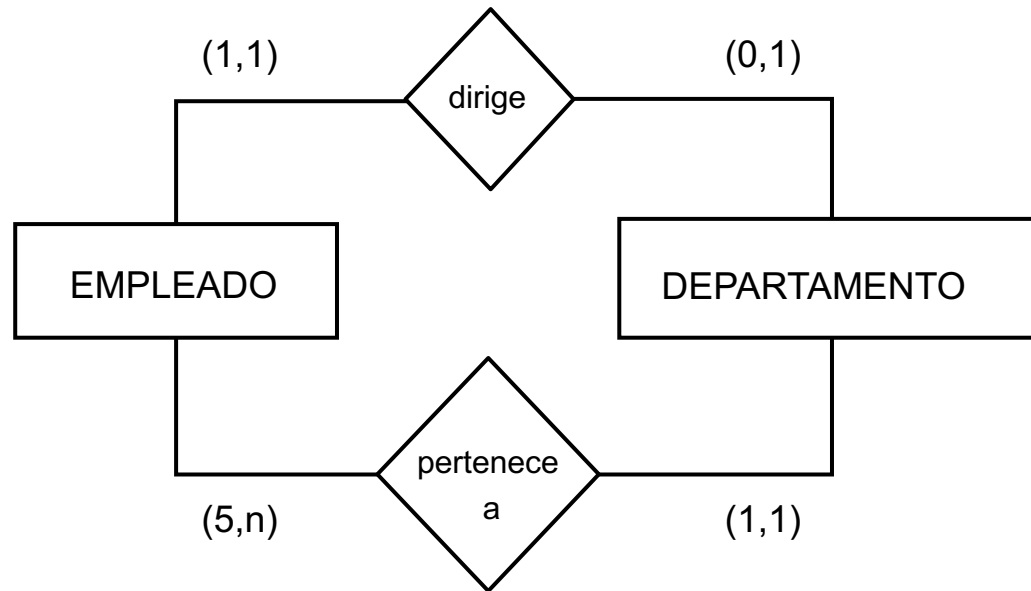 (1,1)
(0,1)
dirige
EMPLEADO
DEPARTAMENTO
pertenece
a
(5,n)
(1,1)